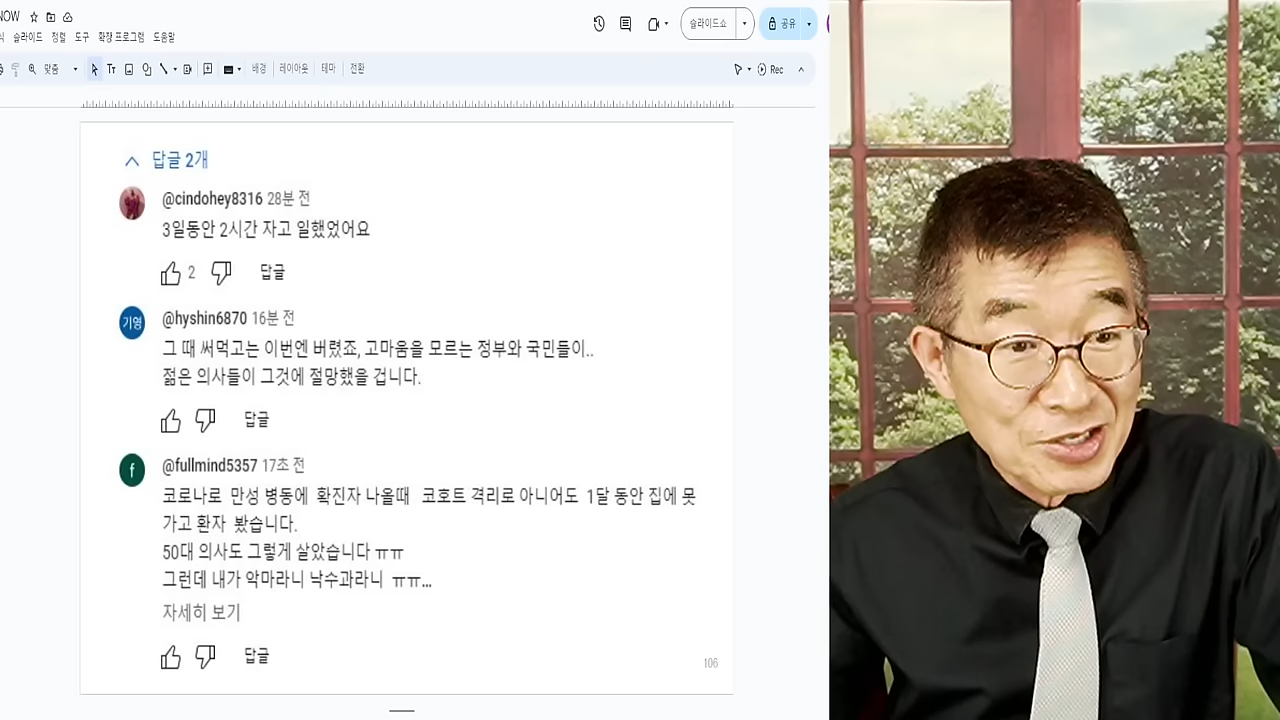 NOW
슬라이드 정렬 도구 확장 프로그램 도움말
슬라이드쇼
공유
맞춤
Tr
배경
레이아웃
테마
전환
Rec
답글 2개
@cindohey8316 28분 전
3일동안 2시간 자고 일했었어요
2
답글
기영
@hyshin6870 16분 전
그 때 써먹고는 이번엔 버렸죠, 고마움을 모르는 정부와 국민들이..
젊은 의사들이 그것에 절망했을 겁니다.
답글
f
@fullmind5357 17초 전
코로나로 만성 병동에 확진자 나올때 코호트 격리로 아니어도 1달 동안 집에 못
가고 환자 봤습니다.
50대 의사도 그렇게 살았습니다 ㅠㅠ
그런데 내가 악마라니 낙수과라니 ㅠㅠ...
자세히 보기
답글
106